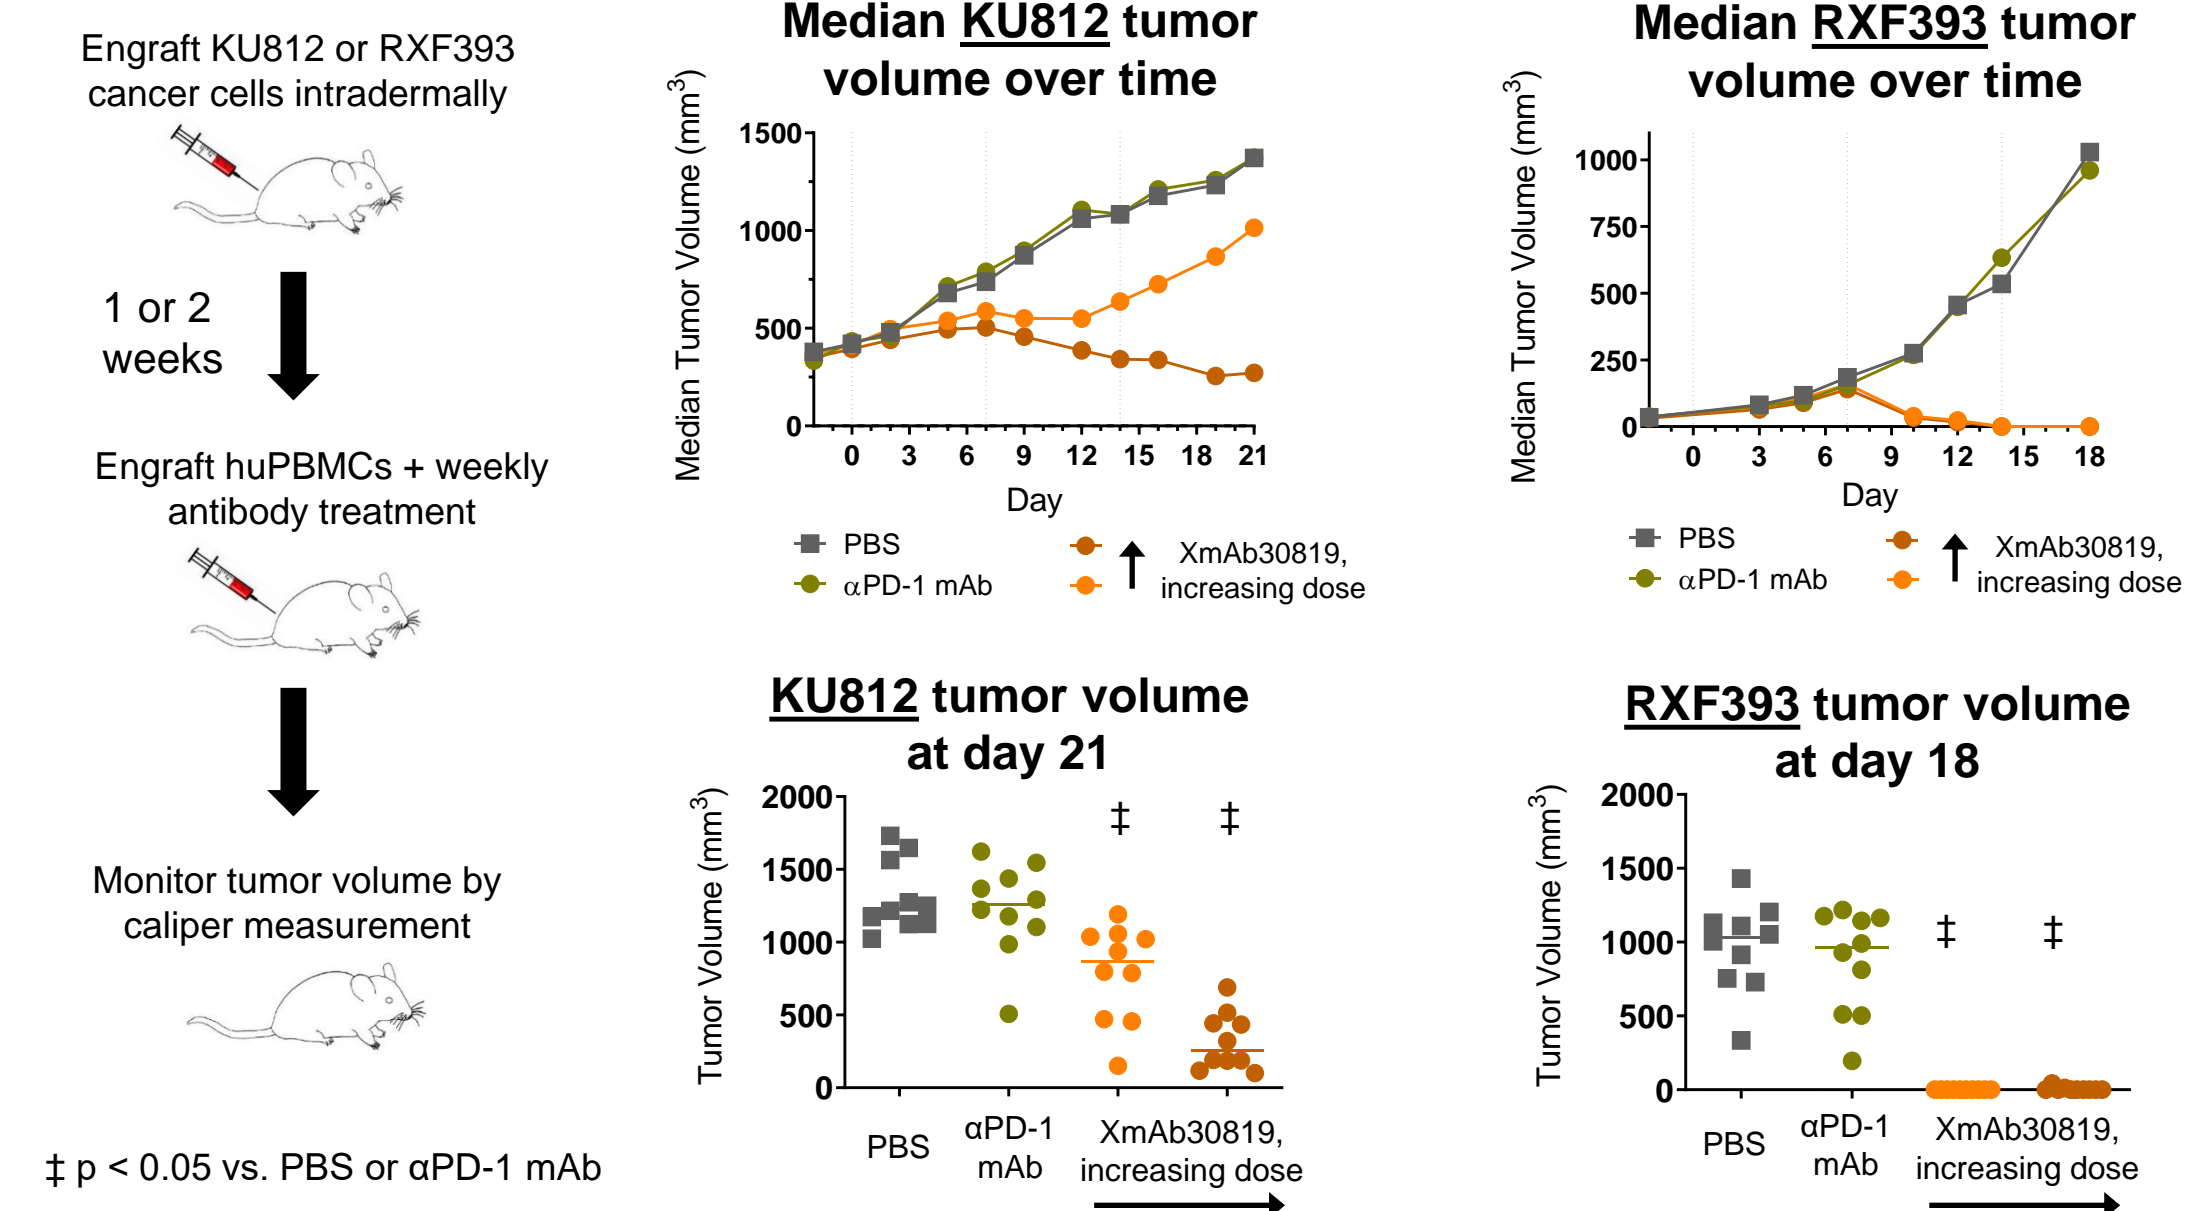 Engraft KU812 or RXF393
cancer cells intradermally
1 or 2
weeks
Engraft huPBMCs + weekly
antibody treatment
Monitor tumor volume by
caliper measurement
‡ p < 0.05 vs. PBS or αPD-1 mAb
Median KU812 tumor
volume over time
Median Tumor Volume (mm³)
1500
1000
500
0
0 3 6 9 12 15 18 21
Day
PBS
αPD-1 mAb
XmAb30819,
increasing dose
Median RXF393 tumor
volume over time
Median Tumor Volume (mm³)
1000
750
500
250
0
0 3 6 9 12 15 18
Day
PBS
αPD-1 mAb
XmAb30819,
increasing dose
KU812 tumor volume
at day 21
Tumor Volume (mm³)
2000
1500
1000
500
0
‡ ‡
PBS
αPD-1
mAb
XmAb30819,
increasing dose
RXF393 tumor volume
at day 18
Tumor Volume (mm³)
2000
1500
1000
500
0
‡ ‡
PBS
αPD-1
mAb
XmAb30819,
increasing dose